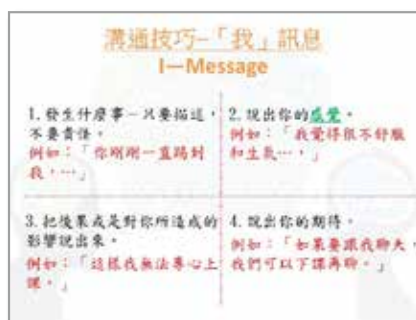 溝通技巧–「我」訊息
I—Message
1. 發生什麼事－只要描述，
不要責怪。
例如：「你剛剛一直踢到
我，…」
2. 說出你的感覺。
例如：「我覺得很不舒服
和生氣…，」
3. 把後果或是對你所造成的
影響說出來。
例如：「這樣我無法專心上
課。」
4. 說出你的期待。
例如：「如果要跟我聊天，
我們可以下課再聊。」